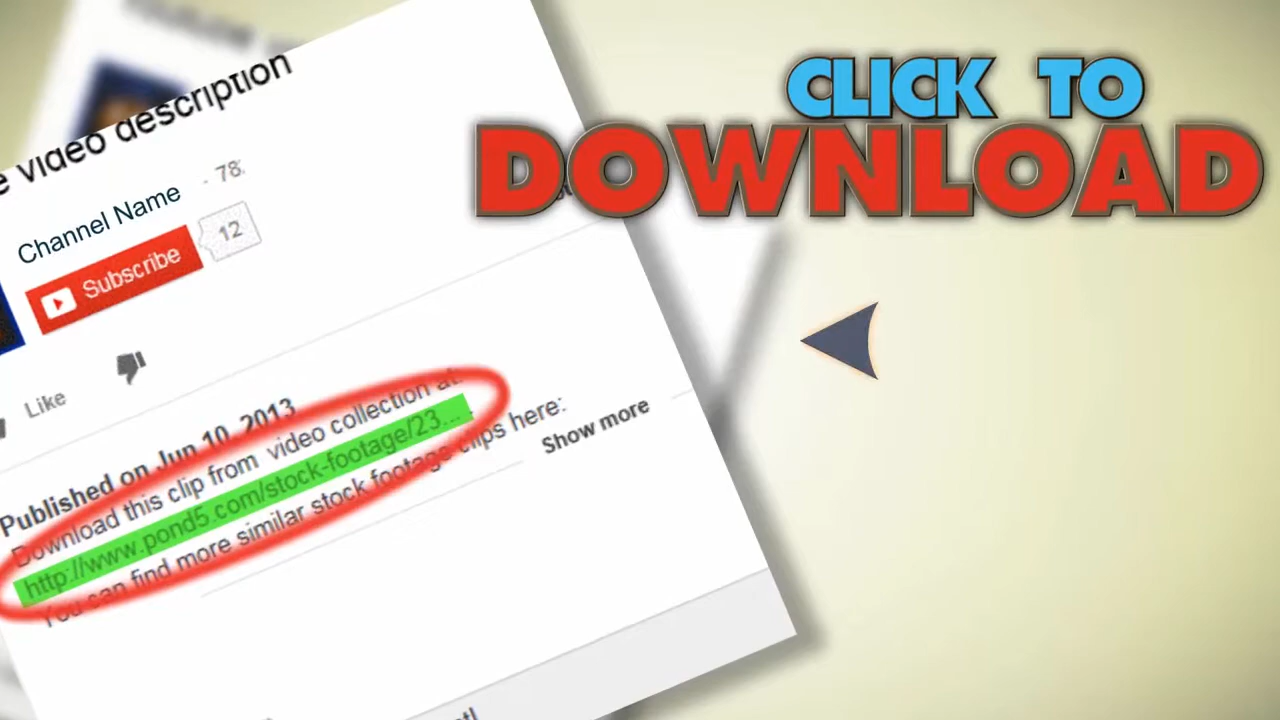 CLICK TO
DOWNLOAD
video description
Channel Name
78
Subscribe
12
Like
Published on Jun 10, 2013
Download this clip from video collection at:
http://www.pond5.com/stock-footage/23...
You can find more similar stock footage clips here:
Show more